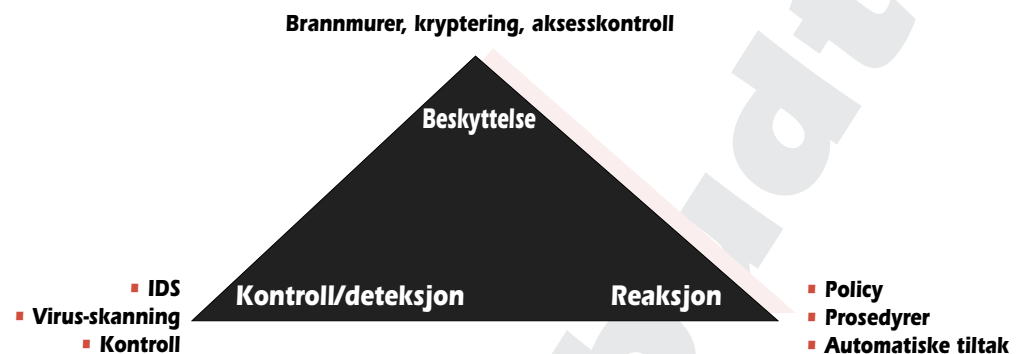 Brannmurer, kryptering, aksesskontroll
Beskyttelse
Kontroll/deteksjon
Reaksjon
▪ IDS
▪ Virus-skanning
▪ Kontroll
▪ Policy
▪ Prosedyrer
▪ Automatiske tiltak